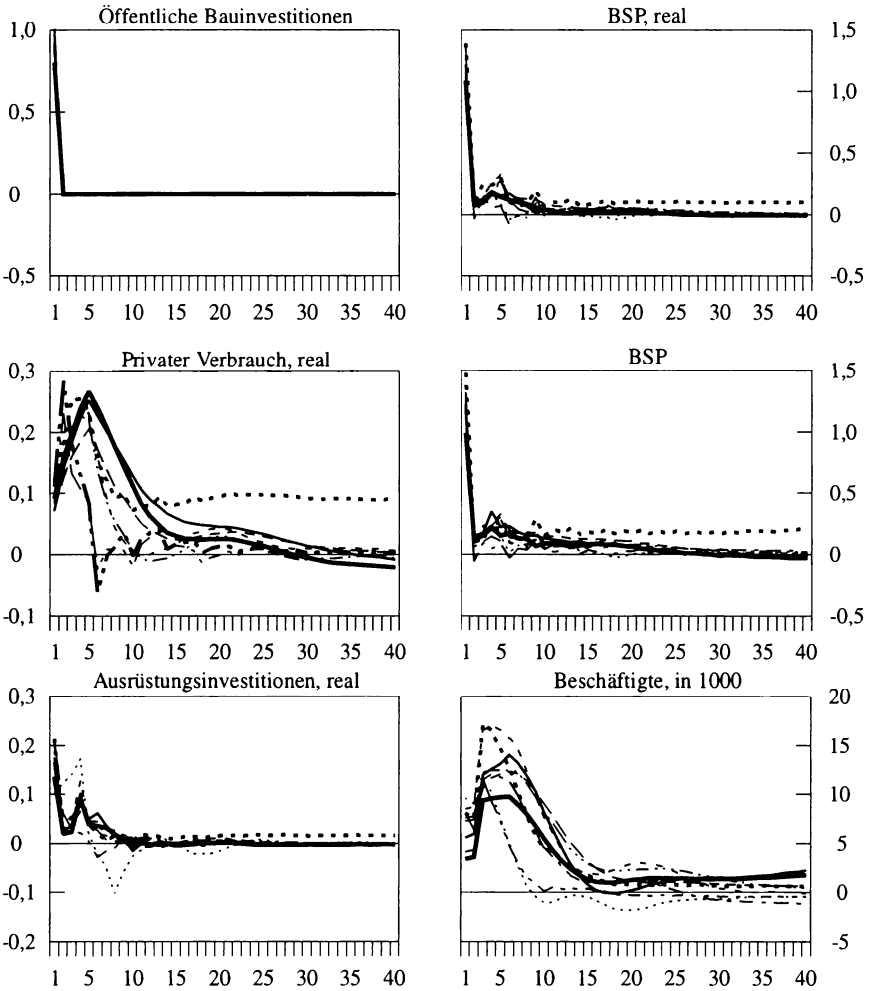 Öffentliche Bauinvestitionen
1,0
0,5
0
-0,5
1 5 10 15 20 25 30 35 40
BSP, real
1,5
1,0
0,5
0
-0,5
1 5 10 15 20 25 30 35 40
Privater Verbrauch, real
0,3
0,2
0,1
0
-0,1
1 5 10 15 20 25 30 35 40
BSP
1,5
1,0
0,5
0
-0,5
1 5 10 15 20 25 30 35 40
Ausrüstungsinvestitionen, real
0,3
0,2
0,1
0
-0,1
-0,2
1 5 10 15 20 25 30 35 40
Beschäftigte, in 1000
20
15
10
5
0
-5
1 5 10 15 20 25 30 35 40